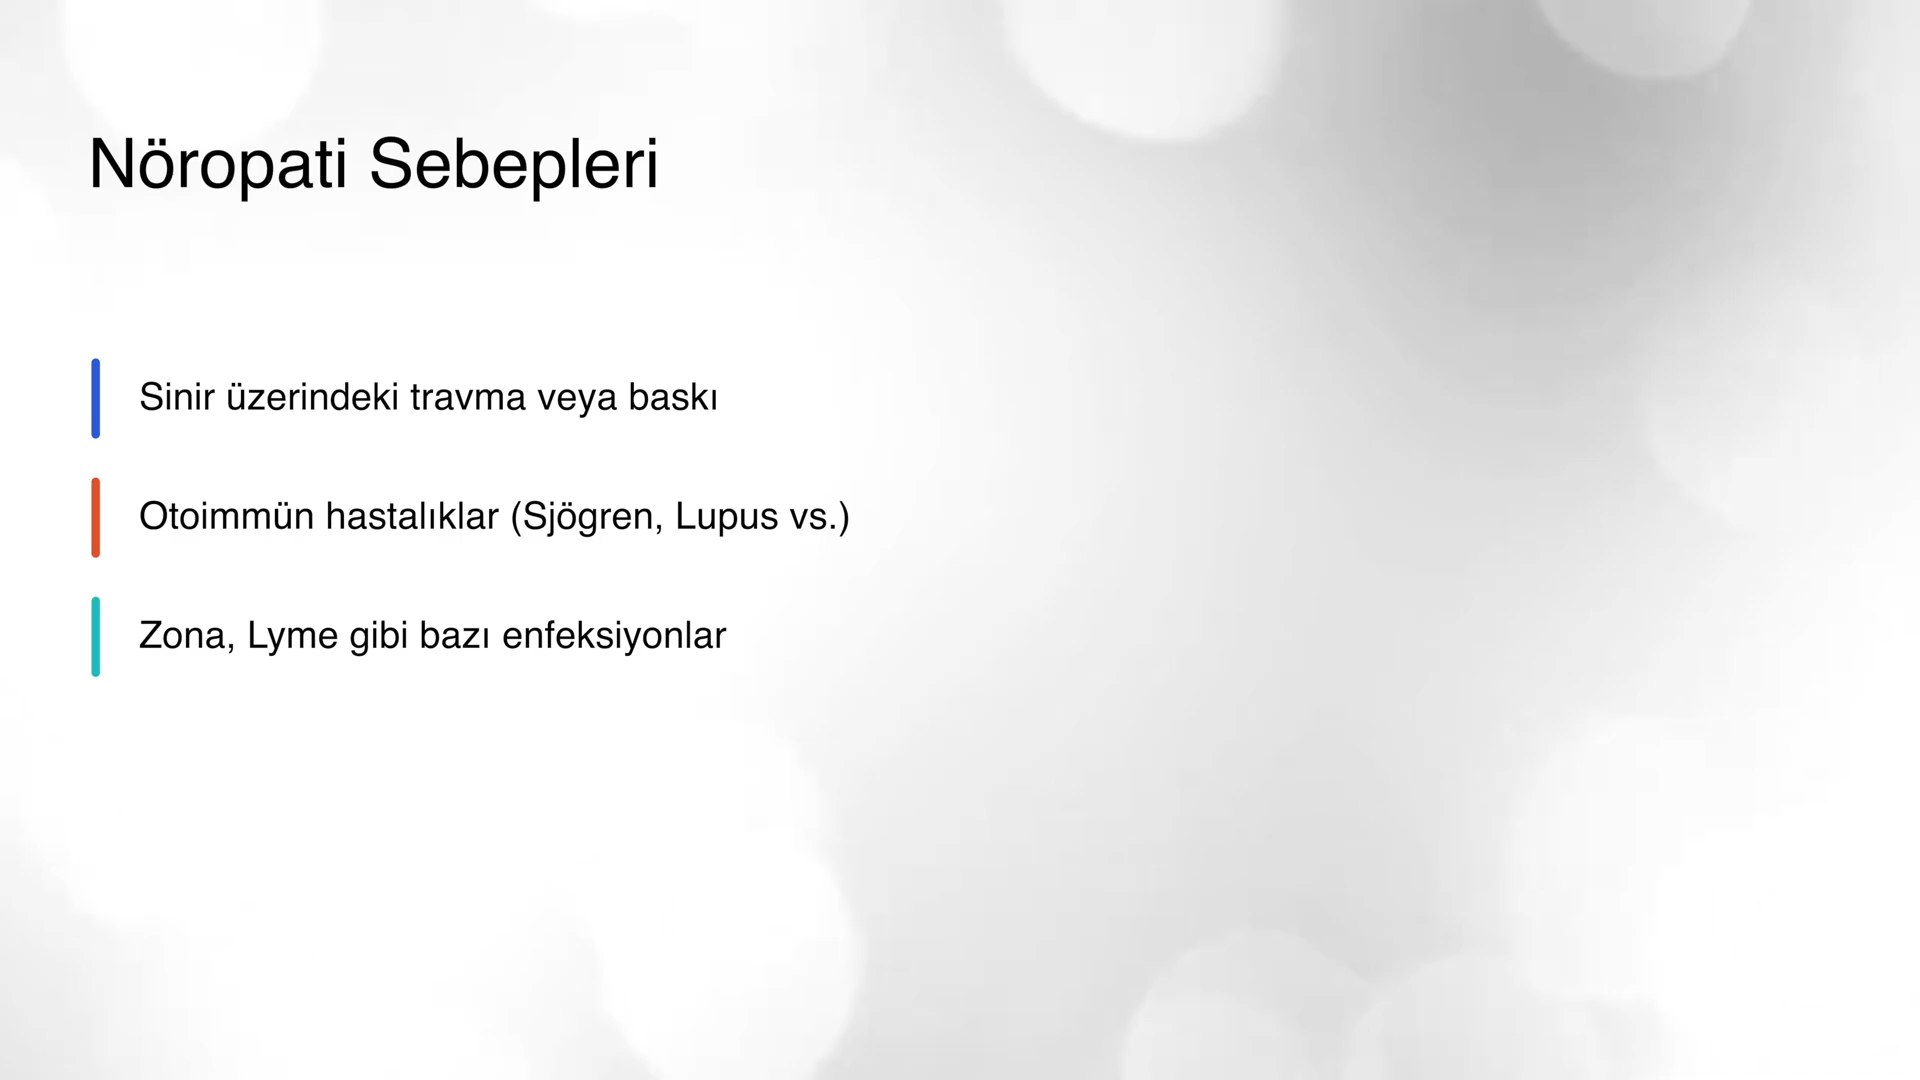 Nöropati Sebepleri
Sinir üzerindeki travma veya baskı
Otoimmün hastalıklar (Sjögren, Lupus vs.)
Zona, Lyme gibi bazı enfeksiyonlar